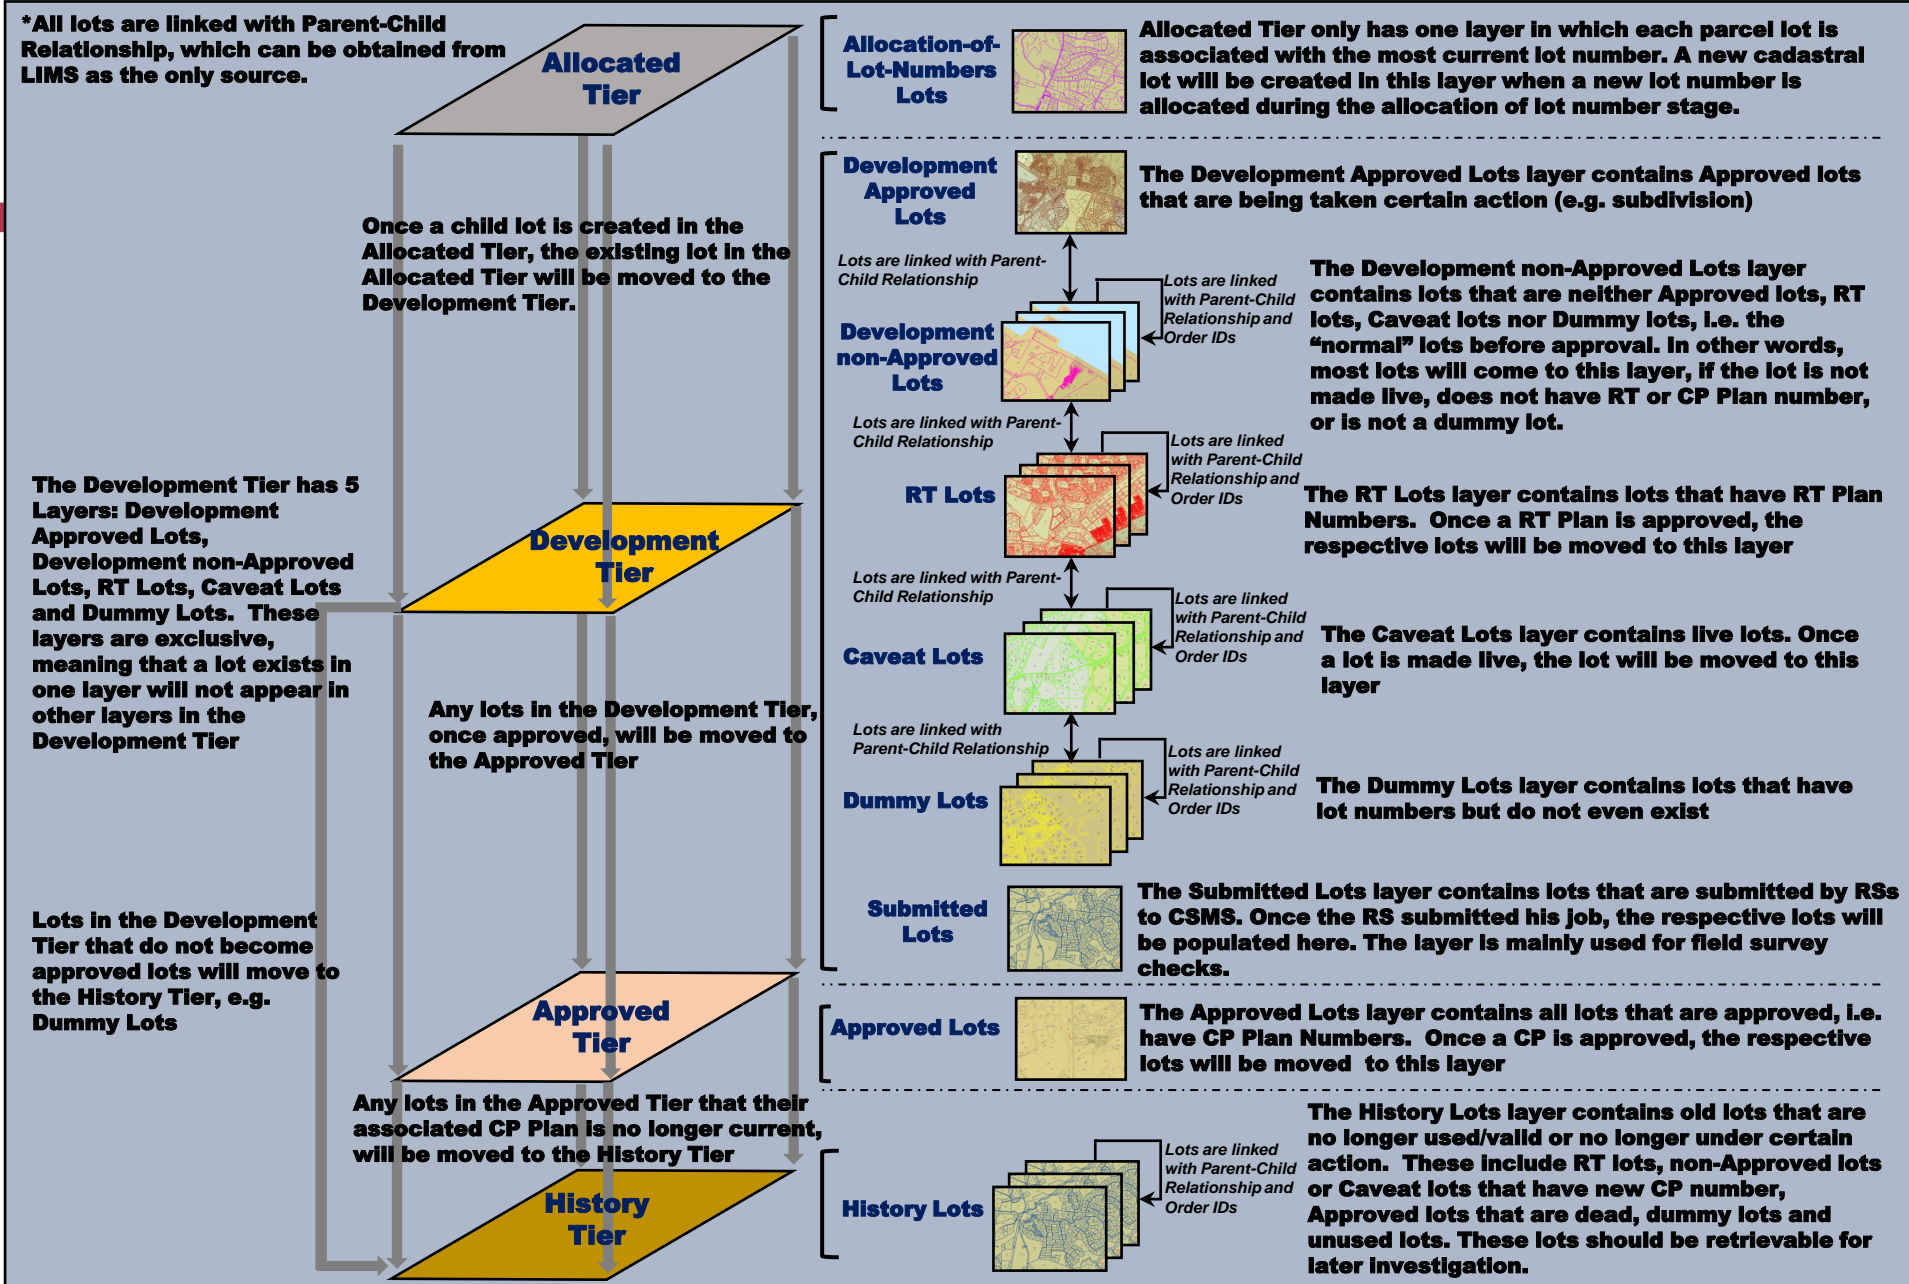 *All lots are linked with Parent-Child
Relationship, which can be obtained from
LIMS as the only source.
Allocated
Tier
Once a child lot is created in the
Allocated Tier, the existing lot in the
Allocated Tier will be moved to the
Development Tier.
The Development Tier has 5
Layers: Development
Approved Lots,
Development non-Approved
Lots, RT Lots, Caveat Lots
and Dummy Lots.  These
layers are exclusive,
meaning that a lot exists in
one layer will not appear in
other layers in the
Development Tier
Development
Tier
Any lots in the Development Tier,
once approved, will be moved to
the Approved Tier
Lots in the Development
Tier that do not become
approved lots will move to
the History Tier, e.g.
Dummy Lots
Approved
Tier
Any lots in the Approved Tier that their
associated CP Plan is no longer current,
will be moved to the History Tier
History
Tier
Allocation-of-
Lot-Numbers
Lots
Allocated Tier only has one layer in which each parcel lot is
associated with the most current lot number. A new cadastral
lot will be created in this layer when a new lot number is
allocated during the allocation of lot number stage.
Development
Approved
Lots
The Development Approved Lots layer contains Approved lots
that are being taken certain action (e.g. subdivision)
Lots are linked with Parent-
Child Relationship
Lots are linked
with Parent-Child
Relationship and
Order IDs
Development
non-Approved
Lots
The Development non-Approved Lots layer
contains lots that are neither Approved lots, RT
lots, Caveat lots nor Dummy lots, i.e. the
“normal” lots before approval. In other words,
most lots will come to this layer, if the lot is not
made live, does not have RT or CP Plan number,
or is not a dummy lot.
Lots are linked with Parent-
Child Relationship
Lots are linked
with Parent-Child
Relationship and
Order IDs
RT Lots
The RT Lots layer contains lots that have RT Plan
Numbers.  Once a RT Plan is approved, the
respective lots will be moved to this layer
Lots are linked with Parent-
Child Relationship
Lots are linked
with Parent-Child
Relationship and
Order IDs
Caveat Lots
The Caveat Lots layer contains live lots. Once
a lot is made live, the lot will be moved to this
layer
Lots are linked with
Parent-Child Relationship
Lots are linked
with Parent-Child
Relationship and
Order IDs
Dummy Lots
The Dummy Lots layer contains lots that have
lot numbers but do not even exist
Submitted
Lots
The Submitted Lots layer contains lots that are submitted by RSs
to CSMS. Once the RS submitted his job, the respective lots will
be populated here. The layer is mainly used for field survey
checks.
Approved Lots
The Approved Lots layer contains all lots that are approved, i.e.
have CP Plan Numbers.  Once a CP is approved, the respective
lots will be moved  to this layer
History Lots
Lots are linked
with Parent-Child
Relationship and
Order IDs
The History Lots layer contains old lots that are
no longer used/valid or no longer under certain
action.  These include RT lots, non-Approved lots
or Caveat lots that have new CP number,
Approved lots that are dead, dummy lots and
unused lots. These lots should be retrievable for
later investigation.